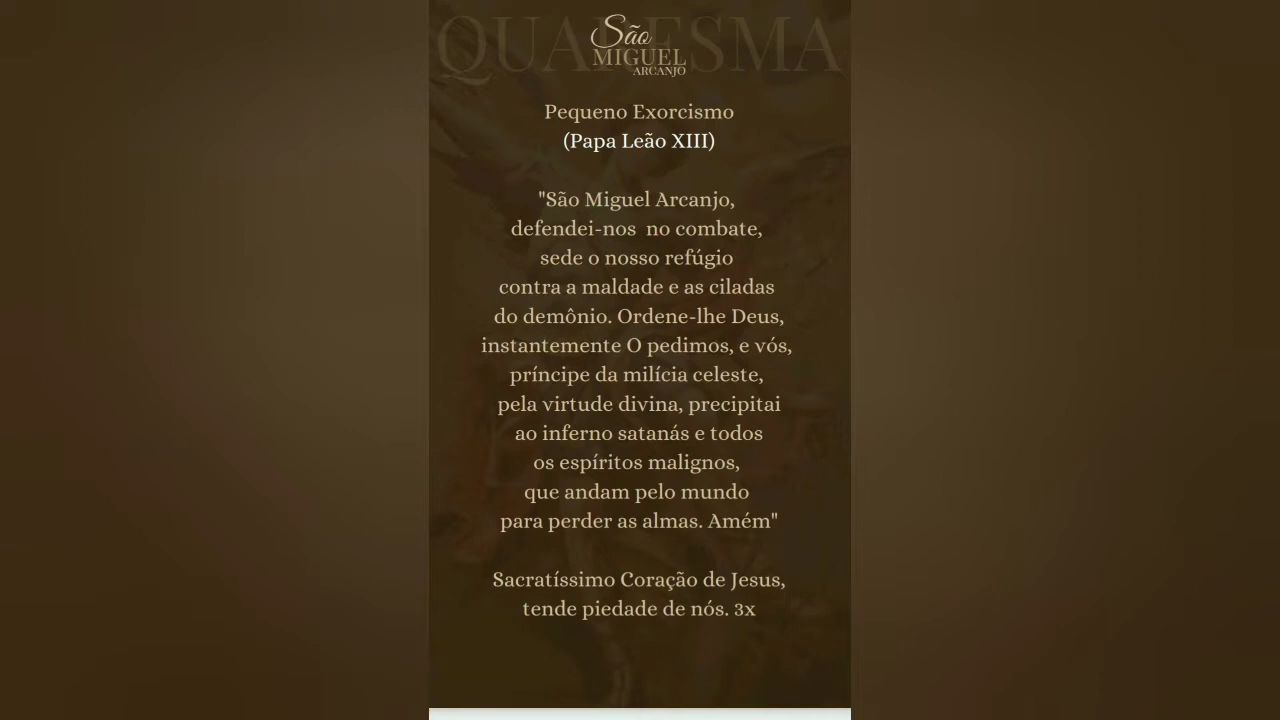 QUARESMA
São
MIGUEL
ARCANJO
Pequeno Exorcismo
(Papa Leão XIII)
"São Miguel Arcanjo,
defendei-nos no combate,
sede o nosso refúgio
contra a maldade e as ciladas
do demônio. Ordene-lhe Deus,
instantemente O pedimos, e vós,
príncipe da milícia celeste,
pela virtude divina, precipitai
ao inferno satanás e todos
os espíritos malignos,
que andam pelo mundo
para perder as almas. Amém"
Sacratíssimo Coração de Jesus,
tende piedade de nós. 3x